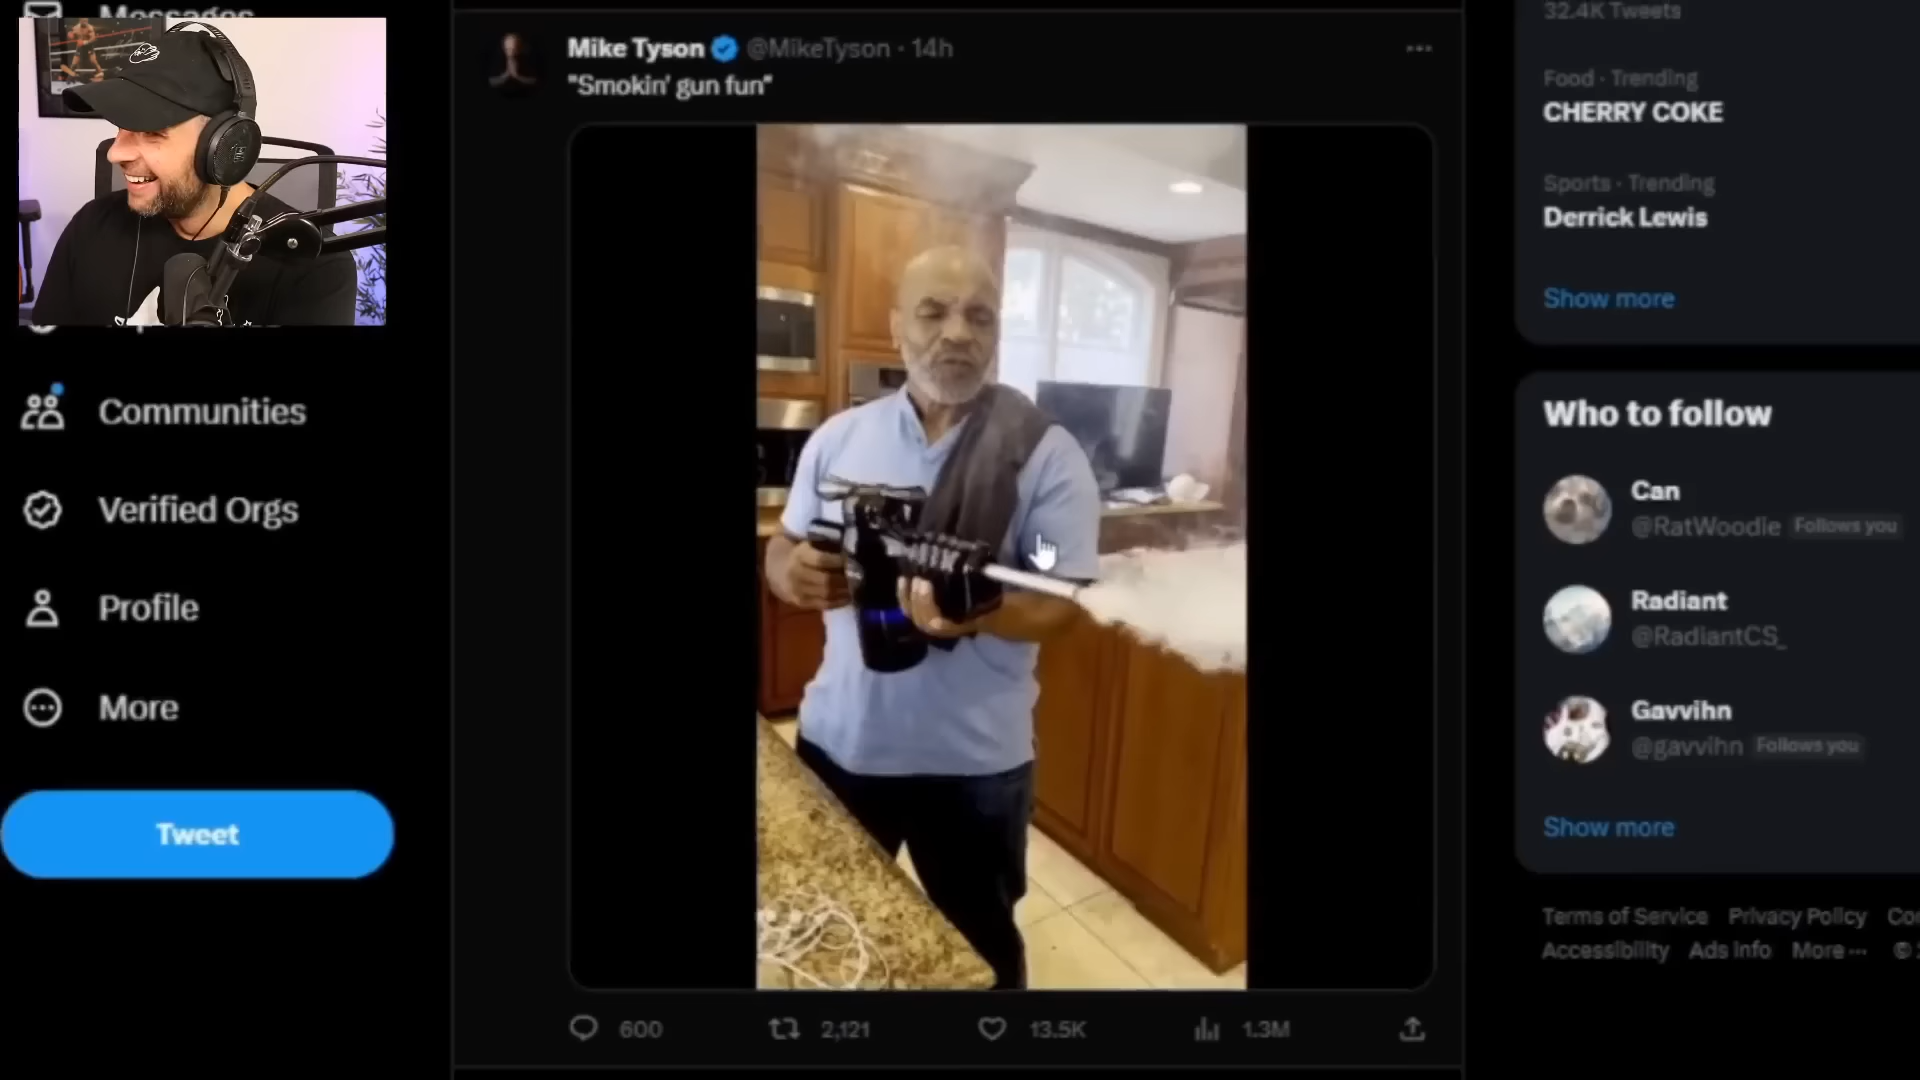 Messages
Communities
Verified Orgs
Profile
More
Tweet
Mike Tyson @MikeTyson · 14h
"Smokin' gun fun"
600 2,121 13.5K 1.3M
32.4K Tweets
Food · Trending
CHERRY COKE
Sports · Trending
Derrick Lewis
Show more
Who to follow
Can
@RatWoodie Follows you
Radiant
@RadiantCS_
Gavvihn
@gavvihn Follows you
Show more
Terms of Service Privacy Policy
Accessibility Ads info More ··· ©